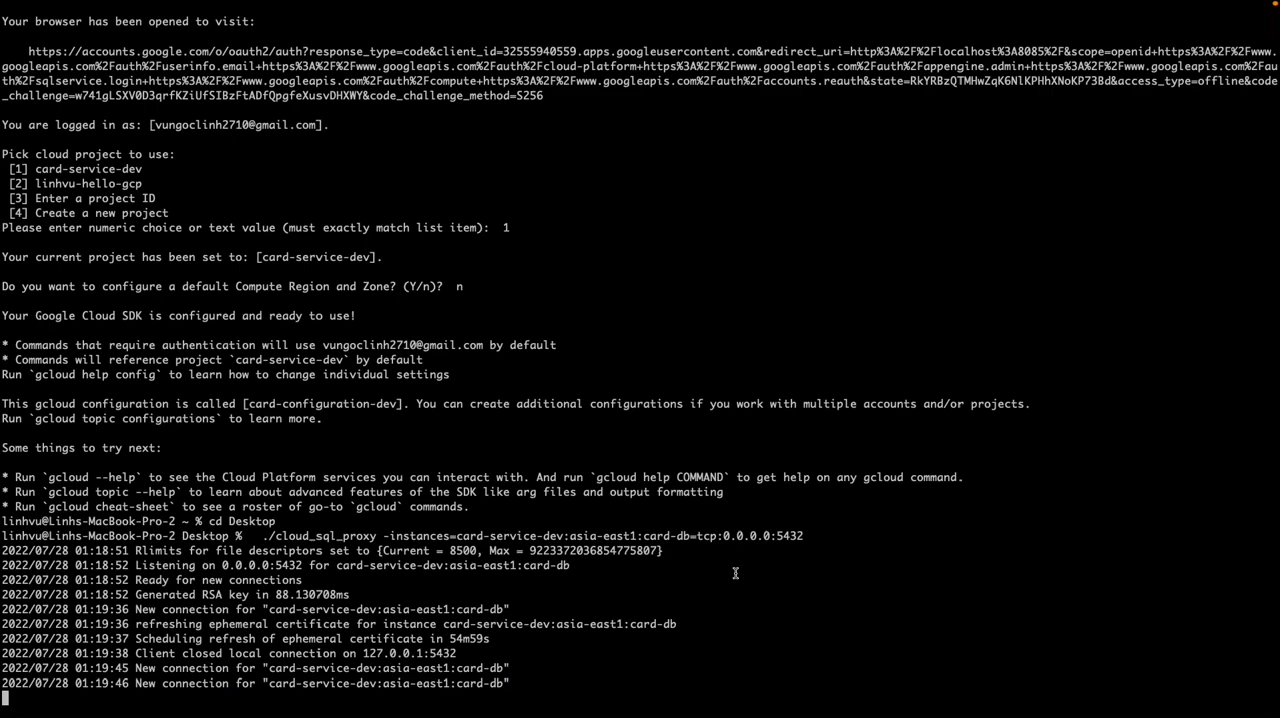 Your browser has been opened to visit:
https://accounts.google.com/o/oauth2/auth?response_type=code&client_id=32555940559.apps.googleusercontent.com&redirect_uri=http%3A%2F%2Flocalhost%3A8085%2F&scope=openid+https%3A%2F%2Fwww.
googleapis.com%2Fauth%2Fuserinfo.email+https%3A%2F%2Fwww.googleapis.com%2Fauth%2Fcloud-platform+https%3A%2F%2Fwww.googleapis.com%2Fauth%2Fappengine.admin+https%3A%2F%2Fwww.googleapis.com%2Fau
th%2Fsqlservice.login+https%3A%2F%2Fwww.googleapis.com%2Fauth%2Fcompute+https%3A%2F%2Fwww.googleapis.com%2Fauth%2Faccounts.reauth&state=RkYRBzQTMHwZqK6NlKPHhXNoKP73Bd&access_type=offline&code
_challenge=w741gLSXV0D3qrfKZiUfSIBzFtADfQpgfeXusvDHXWY&code_challenge_method=S256
You are logged in as: [vungoclinh2710@gmail.com].
Pick cloud project to use:
[1] card-service-dev
[2] linhvu-hello-gcp
[3] Enter a project ID
[4] Create a new project
Please enter numeric choice or text value (must exactly match list item):  1
Your current project has been set to: [card-service-dev].
Do you want to configure a default Compute Region and Zone? (Y/n)?  n
Your Google Cloud SDK is configured and ready to use!
* Commands that require authentication will use vungoclinh2710@gmail.com by default
* Commands will reference project `card-service-dev` by default
Run `gcloud help config` to learn how to change individual settings
This gcloud configuration is called [card-configuration-dev]. You can create additional configurations if you work with multiple accounts and/or projects.
Run `gcloud topic configurations` to learn more.
Some things to try next:
* Run `gcloud --help` to see the Cloud Platform services you can interact with. And run `gcloud help COMMAND` to get help on any gcloud command.
* Run `gcloud topic --help` to learn about advanced features of the SDK like arg files and output formatting
* Run `gcloud cheat-sheet` to see a roster of go-to `gcloud` commands.
linhvu@Linhs-MacBook-Pro-2 ~ % cd Desktop
linhvu@Linhs-MacBook-Pro-2 Desktop %   ./cloud_sql_proxy -instances=card-service-dev:asia-east1:card-db=tcp:0.0.0.0:5432
2022/07/28 01:18:51 Rlimits for file descriptors set to {Current = 8500, Max = 9223372036854775807}
2022/07/28 01:18:52 Listening on 0.0.0.0:5432 for card-service-dev:asia-east1:card-db
2022/07/28 01:18:52 Ready for new connections
2022/07/28 01:18:52 Generated RSA key in 88.130708ms
2022/07/28 01:19:36 New connection for "card-service-dev:asia-east1:card-db"
2022/07/28 01:19:36 refreshing ephemeral certificate for instance card-service-dev:asia-east1:card-db
2022/07/28 01:19:37 Scheduling refresh of ephemeral certificate in 54m59s
2022/07/28 01:19:38 Client closed local connection on 127.0.0.1:5432
2022/07/28 01:19:45 New connection for "card-service-dev:asia-east1:card-db"
2022/07/28 01:19:46 New connection for "card-service-dev:asia-east1:card-db"